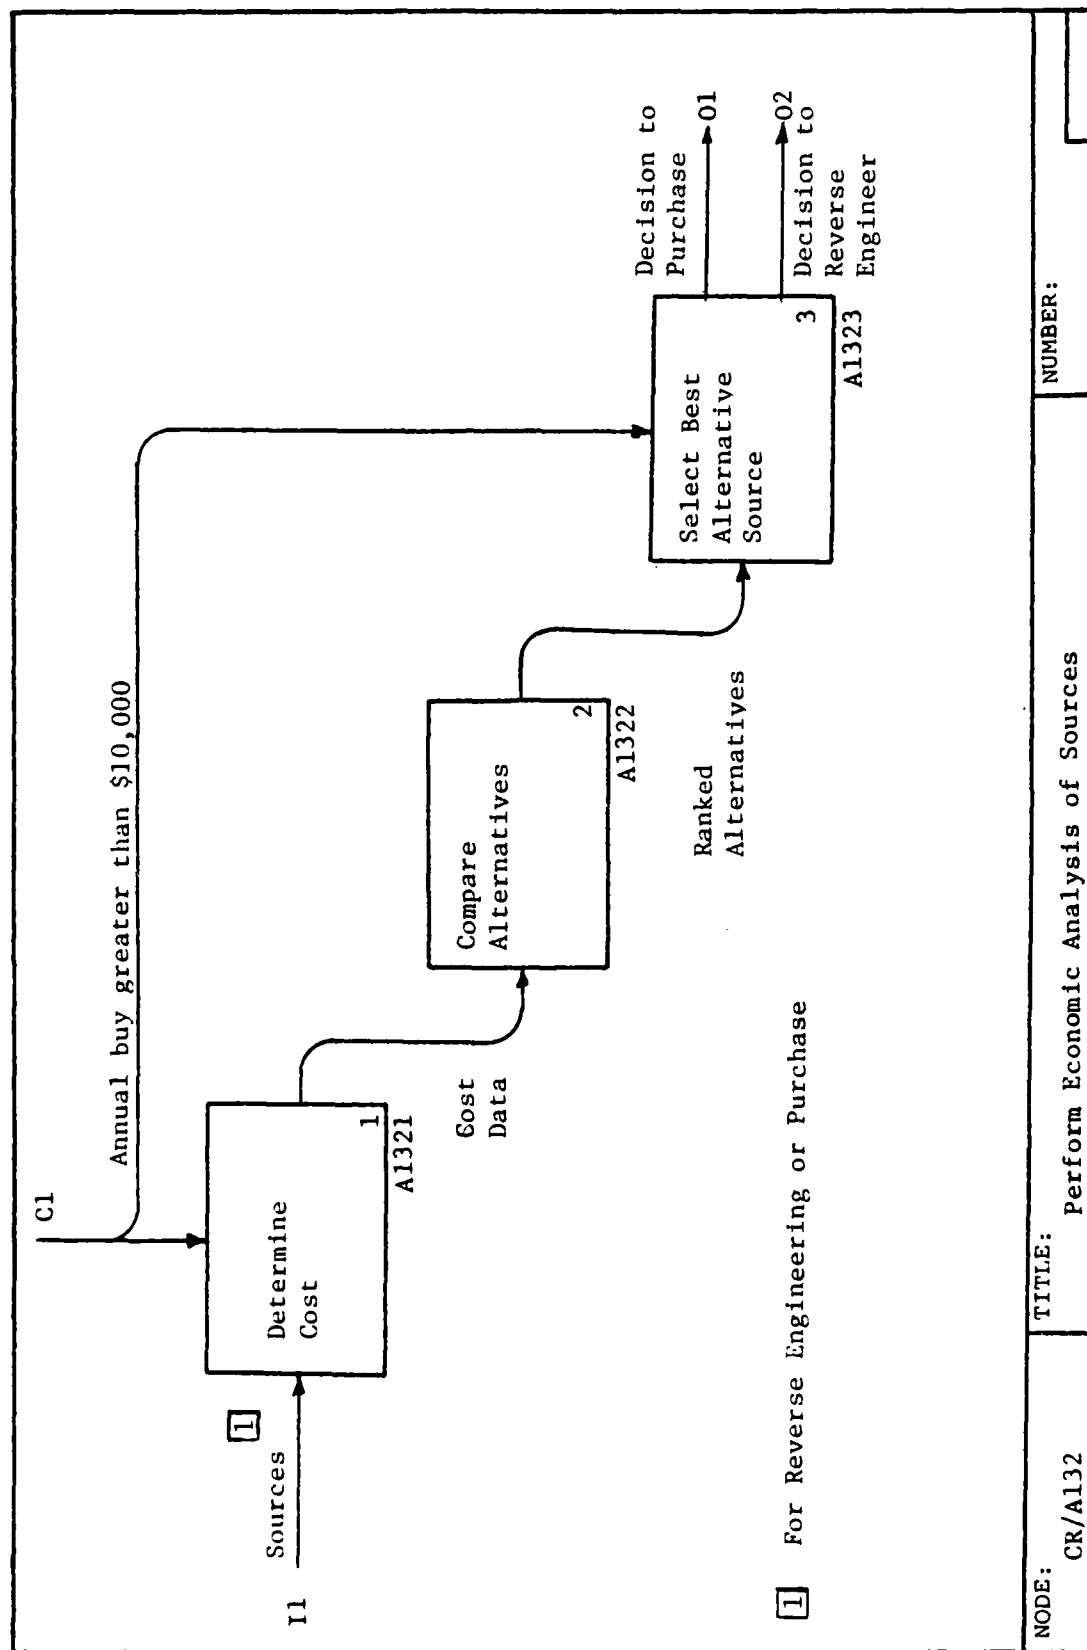 C1
Annual buy greater than $10,000
I1
Sources
1
Determine
Cost
1
A1321
Cost
Data
Compare
Alternatives
2
A1322
Ranked
Alternatives
Select Best
Alternative
Source
3
A1323
Decision to
Purchase
O1
O2
Decision to
Reverse
Engineer
1 For Reverse Engineering or Purchase
NODE:
CR/A132
TITLE:
Perform Economic Analysis of Sources
NUMBER: